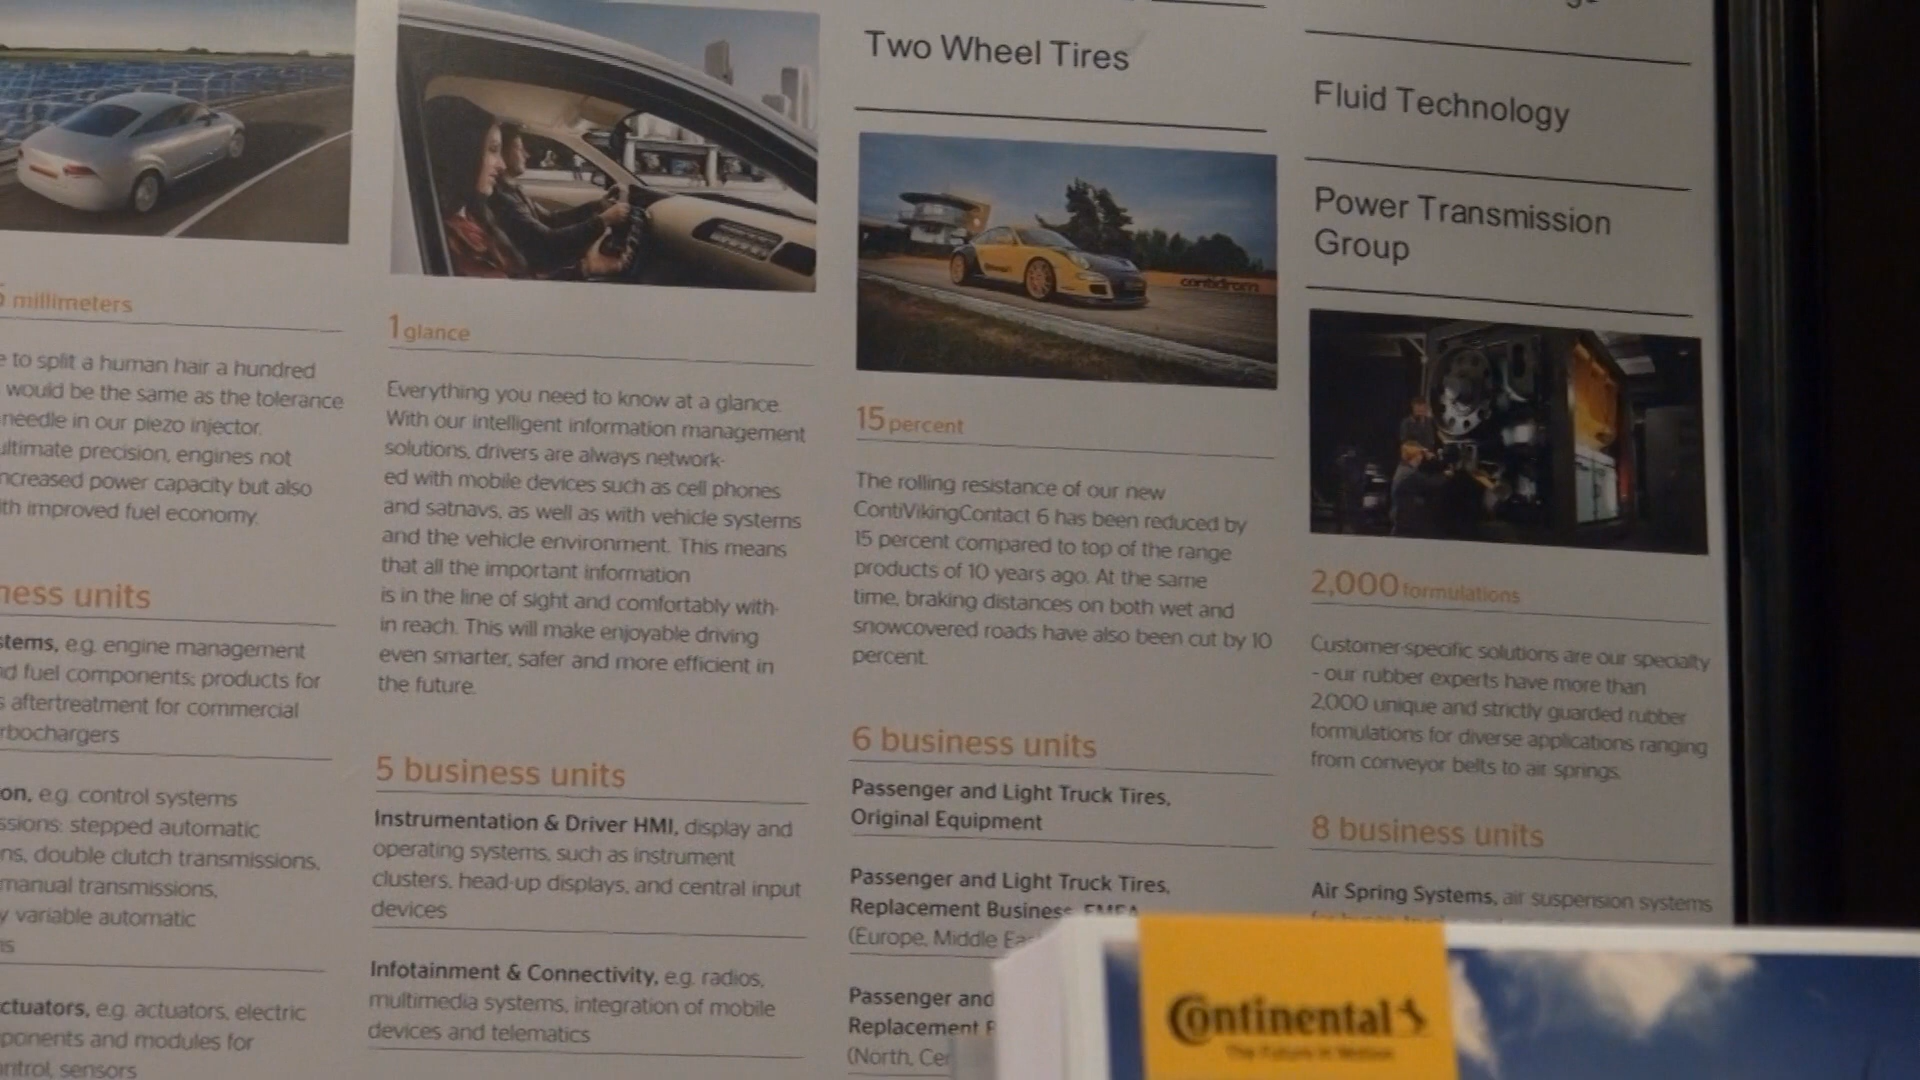 millimeters
to split a human hair a hundred
would be the same as the tolerance
needle in our piezo injector.
ultimate precision, engines not
increased power capacity but also
with improved fuel economy.
business units
e.g. engine management
fuel components; products for
aftertreatment for commercial
e.g. control systems
stepped automatic
double clutch transmissions,
manual transmissions,
variable automatic
e.g. actuators, electric
and modules for
control, sensors
1 glance
Everything you need to know at a glance.
With our intelligent information management
solutions, drivers are always network-
ed with mobile devices such as cell phones
and satnavs, as well as with vehicle systems
and the vehicle environment. This means
that all the important information
is in the line of sight and comfortably with-
in reach. This will make enjoyable driving
even smarter, safer and more efficient in
the future.
5 business units
Instrumentation & Driver HMI, display and
operating systems, such as instrument
clusters, head-up displays, and central input
devices
Infotainment & Connectivity, e.g. radios,
multimedia systems, integration of mobile
devices and telematics
Two Wheel Tires
Continental
contidrom
15 percent
The rolling resistance of our new
ContiVikingContact 6 has been reduced by
15 percent compared to top of the range
products of 10 years ago. At the same
time, braking distances on both wet and
snowcovered roads have also been cut by 10
percent.
6 business units
Passenger and Light Truck Tires,
Original Equipment
Passenger and Light Truck Tires,
Replacement Business, EMEA
(Europe, Middle
Passenger and
Replacement
(North,
Fluid Technology
Power Transmission
Group
2,000 formulations
Customer-specific solutions are our specialty
- our rubber experts have more than
2,000 unique and strictly guarded rubber
formulations for diverse applications ranging
from conveyor belts to air springs.
8 business units
Air Spring Systems, air suspension systems
Continental
The Future in Motion